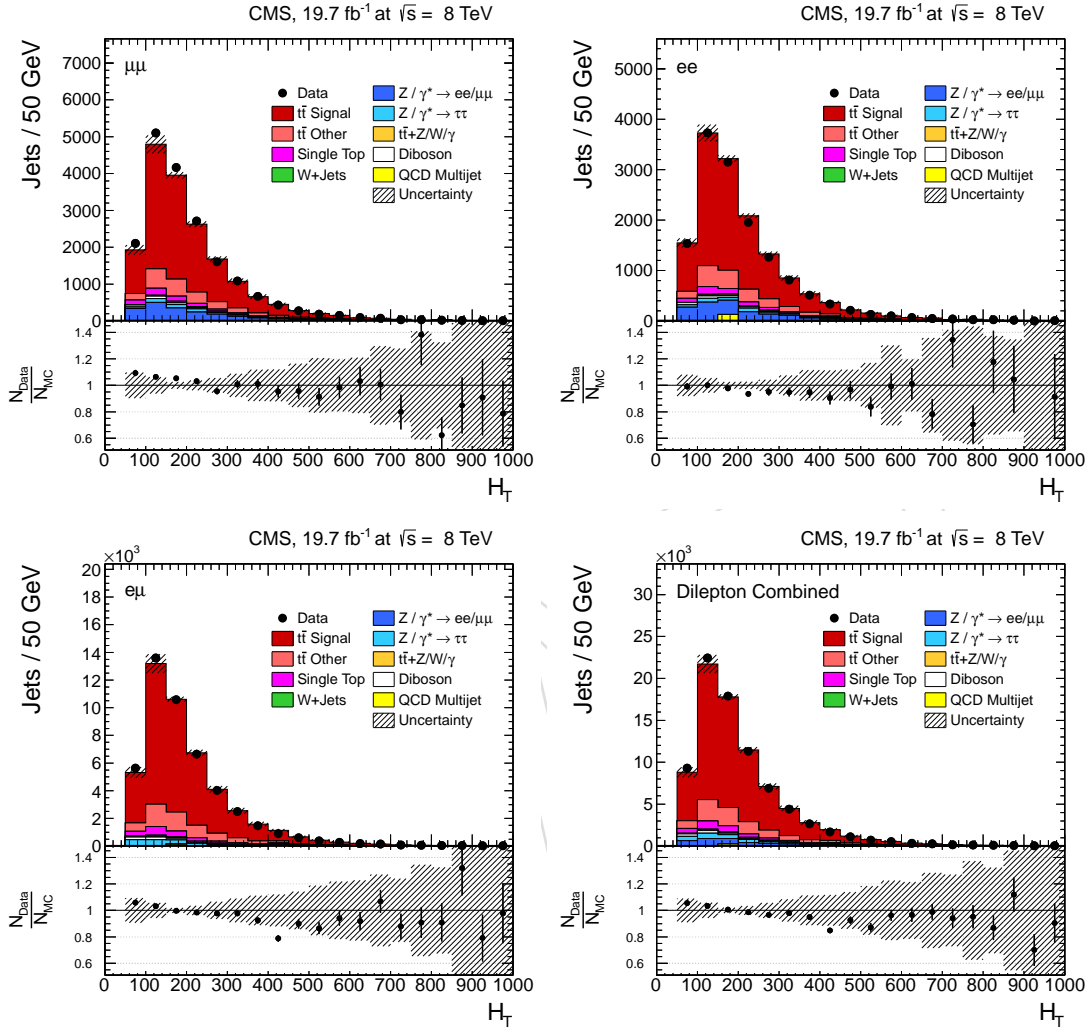 CMS, 19.7 fb⁻¹ at √s = 8 TeV
Jets / 50 GeV
μμ
7000
6000
5000
4000
3000
2000
1000
0
Data
tt̄ Signal
tt̄ Other
Single Top
W+Jets
Z / γ* → ee/μμ
Z / γ* → ττ
tt̄+Z/W/γ
Diboson
QCD Multijet
Uncertainty
N_Data
N_MC
1.4
1.2
1
0.8
0.6
0 100 200 300 400 500 600 700 800 900 1000
H_T
CMS, 19.7 fb⁻¹ at √s = 8 TeV
Jets / 50 GeV
ee
5000
4000
3000
2000
1000
0
Data
tt̄ Signal
tt̄ Other
Single Top
W+Jets
Z / γ* → ee/μμ
Z / γ* → ττ
tt̄+Z/W/γ
Diboson
QCD Multijet
Uncertainty
N_Data
N_MC
1.4
1.2
1
0.8
0.6
0 100 200 300 400 500 600 700 800 900 1000
H_T
CMS, 19.7 fb⁻¹ at √s = 8 TeV
×10³
Jets / 50 GeV
eμ
20
18
16
14
12
10
8
6
4
2
0
Data
tt̄ Signal
tt̄ Other
Single Top
W+Jets
Z / γ* → ee/μμ
Z / γ* → ττ
tt̄+Z/W/γ
Diboson
QCD Multijet
Uncertainty
N_Data
N_MC
1.4
1.2
1
0.8
0.6
0 100 200 300 400 500 600 700 800 900 1000
H_T
CMS, 19.7 fb⁻¹ at √s = 8 TeV
×10³
Jets / 50 GeV
Dilepton Combined
30
25
20
15
10
5
0
Data
tt̄ Signal
tt̄ Other
Single Top
W+Jets
Z / γ* → ee/μμ
Z / γ* → ττ
tt̄+Z/W/γ
Diboson
QCD Multijet
Uncertainty
N_Data
N_MC
1.4
1.2
1
0.8
0.6
0 100 200 300 400 500 600 700 800 900 1000
H_T